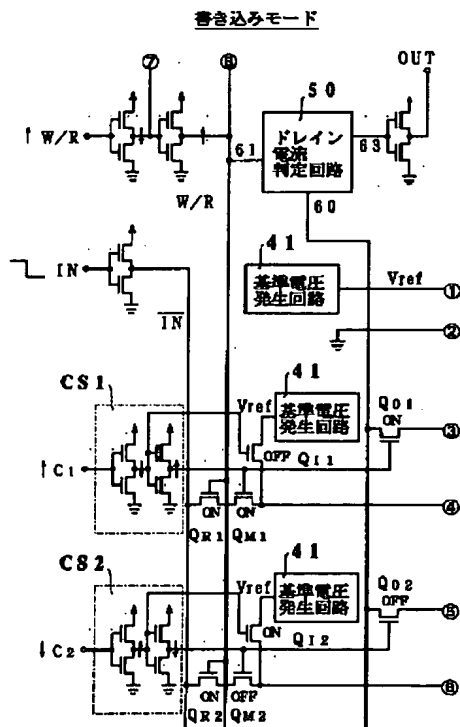 書き込みモード
⑦
⑧
OUT
50
↑ W/R
61
ドレイン
電流
判定回路
63
W/R
60
41
IN
基準電圧
発生回路
Vref
①
IN
②
CS1
41
Vref
基準電圧
発生回路
Q01
ON
③
OFF
↑ C1
QI1
ON
ON
④
QR1
QM1
CS2
41
Vref
基準電圧
発生回路
Q02
OFF
⑤
ON
↓ C2
QI2
ON
OFF
⑥
QR2
QM2